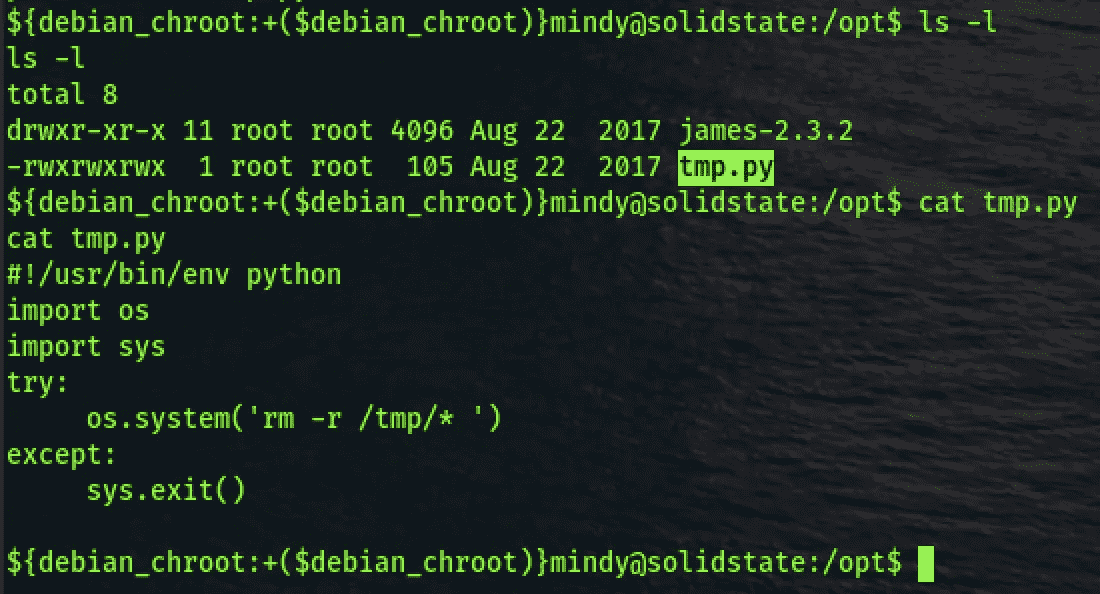 ${debian_chroot:+($debian_chroot)}mindy@solidstate:/opt$ ls -l
ls -l
total 8
drwxr-xr-x 11 root root 4096 Aug 22  2017 james-2.3.2
-rwxrwxrwx  1 root root  105 Aug 22  2017 tmp.py
${debian_chroot:+($debian_chroot)}mindy@solidstate:/opt$ cat tmp.py
cat tmp.py
#!/usr/bin/env python
import os
import sys
try:
     os.system('rm -r /tmp/* ')
except:
     sys.exit()
${debian_chroot:+($debian_chroot)}mindy@solidstate:/opt$